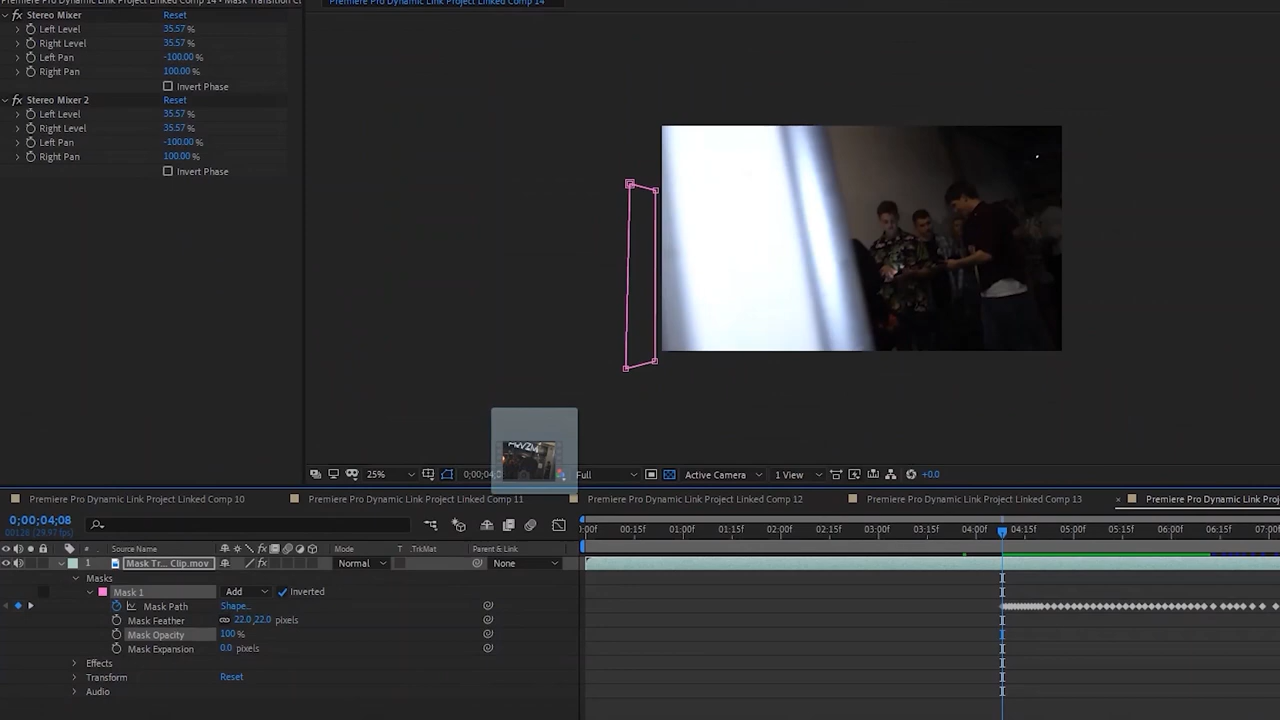 Premiere Pro Dynamic Link Project Linked Comp 14 - Mask Transition Cl
Premiere Pro Dynamic Link Project Linked Comp 14
fx Stereo Mixer Reset
Left Level 35.57 %
Right Level 35.57 %
Left Pan -100.00 %
Right Pan 100.00 %
Invert Phase
fx Stereo Mixer 2 Reset
Left Level 35.57 %
Right Level 35.57 %
Left Pan -100.00 %
Right Pan 100.00 %
Invert Phase
25% 0;00;04;0 Full Active Camera 1 View +0.0
Premiere Pro Dynamic Link Project Linked Comp 10 Premiere Pro Dynamic Link Project Linked Comp 11 Premiere Pro Dynamic Link Project Linked Comp 12 Premiere Pro Dynamic Link Project Linked Comp 13 × Premiere Pro Dynamic Link Proj
0;00;04;08
00128 (29.97 fps)
:00f 00:15f 01:00f 01:15f 02:00f 02:15f 03:00f 03:15f 04:00f 04:15f 05:00f 05:15f 06:00f 06:15f 07:00f
# Source Name fx Mode T .TrkMat Parent & Link
1 Mask Tr... Clip.mov fx Normal None
Masks
Mask 1 Add Inverted
Mask Path Shape...
Mask Feather 22.0,22.0 pixels
Mask Opacity 100 %
Mask Expansion 0.0 pixels
Effects
Transform Reset
Audio